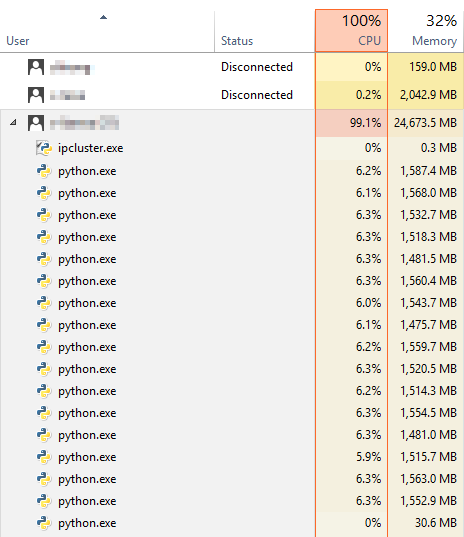 100% 32%
User Status CPU Memory
Disconnected 0% 159.0 MB
Disconnected 0.2% 2,042.9 MB
99.1% 24,673.5 MB
ipcluster.exe 0% 0.3 MB
python.exe 6.2% 1,587.4 MB
python.exe 6.1% 1,568.0 MB
python.exe 6.3% 1,532.7 MB
python.exe 6.3% 1,518.3 MB
python.exe 6.3% 1,481.5 MB
python.exe 6.3% 1,560.4 MB
python.exe 6.0% 1,543.7 MB
python.exe 6.1% 1,475.7 MB
python.exe 6.2% 1,559.7 MB
python.exe 6.3% 1,520.5 MB
python.exe 6.2% 1,514.3 MB
python.exe 6.3% 1,554.5 MB
python.exe 6.3% 1,481.0 MB
python.exe 5.9% 1,515.7 MB
python.exe 6.3% 1,563.0 MB
python.exe 6.3% 1,552.9 MB
python.exe 0% 30.6 MB